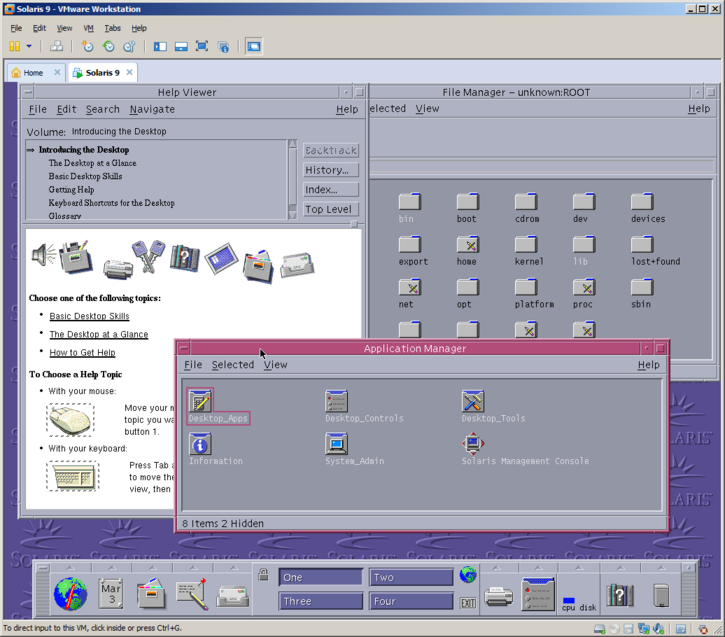 Solaris 9 - VMware Workstation
File Edit View VM Tabs Help
Home Solaris 9
Help Viewer
File Edit Search Navigate Help
Volume: Introducing the Desktop
⇒ Introducing the Desktop
The Desktop at a Glance
Basic Desktop Skills
Getting Help
Keyboard Shortcuts for the Desktop
Glossary
Backtrack
History...
Index...
Top Level
Choose one of the following topics:
• Basic Desktop Skills
• The Desktop at a Glance
• How to Get Help
To Choose a Help Topic
• With your mouse:
Move your m
topic you wa
button 1.
• With your keyboard:
Press Tab a
to move the
view, then
File Manager – unknown:ROOT
elected View Help
bin boot cdrom dev devices
export home kernel lib lost+found
net opt platform proc sbin
Application Manager
File Selected View Help
Desktop_Apps Desktop_Controls Desktop_Tools
Information System_Admin Solaris Management Console
8 Items 2 Hidden
LARIS
ARIS
Solaris Solaris Solaris
Mar
3
One Two
Three Four
EXIT
cpu disk
To direct input to this VM, click inside or press Ctrl+G.